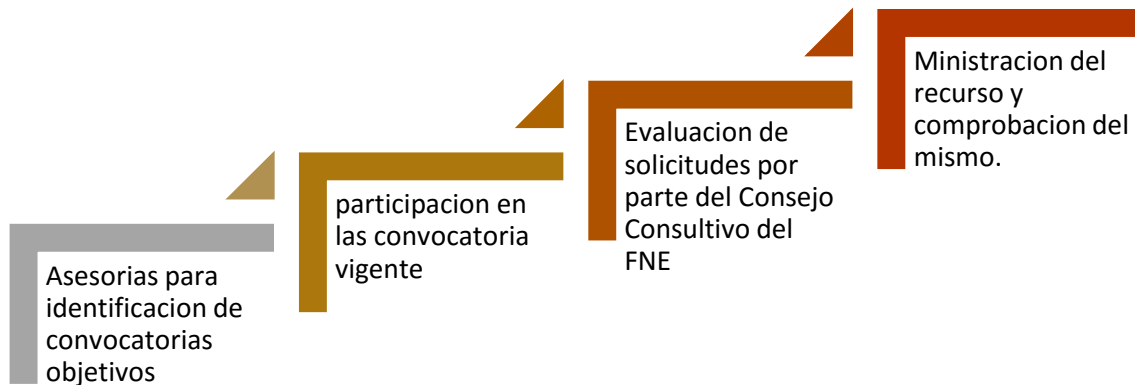 Asesorias para
identificacion de
convocatorias
objetivos
participacion en
las convocatoria
vigente
Evaluacion de
solicitudes por
parte del Consejo
Consultivo del
FNE
Ministracion del
recurso y
comprobacion del
mismo.